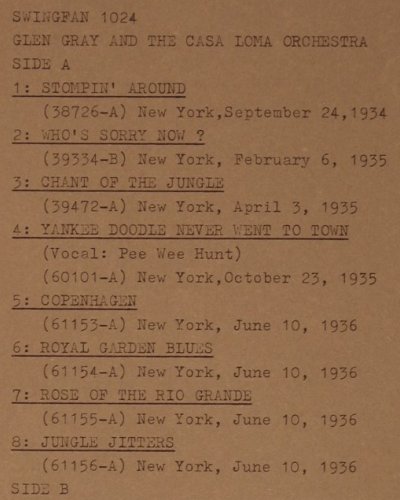 SWINGFAN 1024
GLEN GRAY AND THE CASA LOMA ORCHESTRA
SIDE A
1: STOMPIN' AROUND
(38726-A) New York,September 24,1934
2: WHO'S SORRY NOW ?
(39334-B) New York, February 6, 1935
3: CHANT OF THE JUNGLE
(39472-A) New York, April 3, 1935
4: YANKEE DOODLE NEVER WENT TO TOWN
(Vocal: Pee Wee Hunt)
(60101-A) New York,October 23, 1935
5: COPENHAGEN
(61153-A) New York, June 10, 1936
6: ROYAL GARDEN BLUES
(61154-A) New York, June 10, 1936
7: ROSE OF THE RIO GRANDE
(61155-A) New York, June 10, 1936
8: JUNGLE JITTERS
(61156-A) New York, June 10, 1936
SIDE B